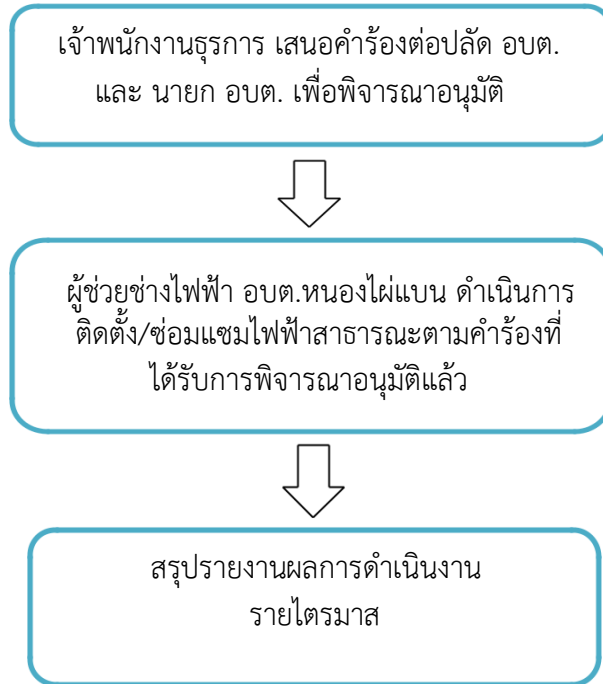 เจ้าพนักงานธุรการ เสนอคำร้องต่อปลัด อบต.
และ นายก อบต. เพื่อพิจารณาอนุมัติ
ผู้ช่วยช่างไฟฟ้า อบต.หนองไผ่แบน ดำเนินการ
ติดตั้ง/ซ่อมแซมไฟฟ้าสาธารณะตามคำร้องที่
ได้รับการพิจารณาอนุมัติแล้ว
สรุปรายงานผลการดำเนินงาน
รายไตรมาส